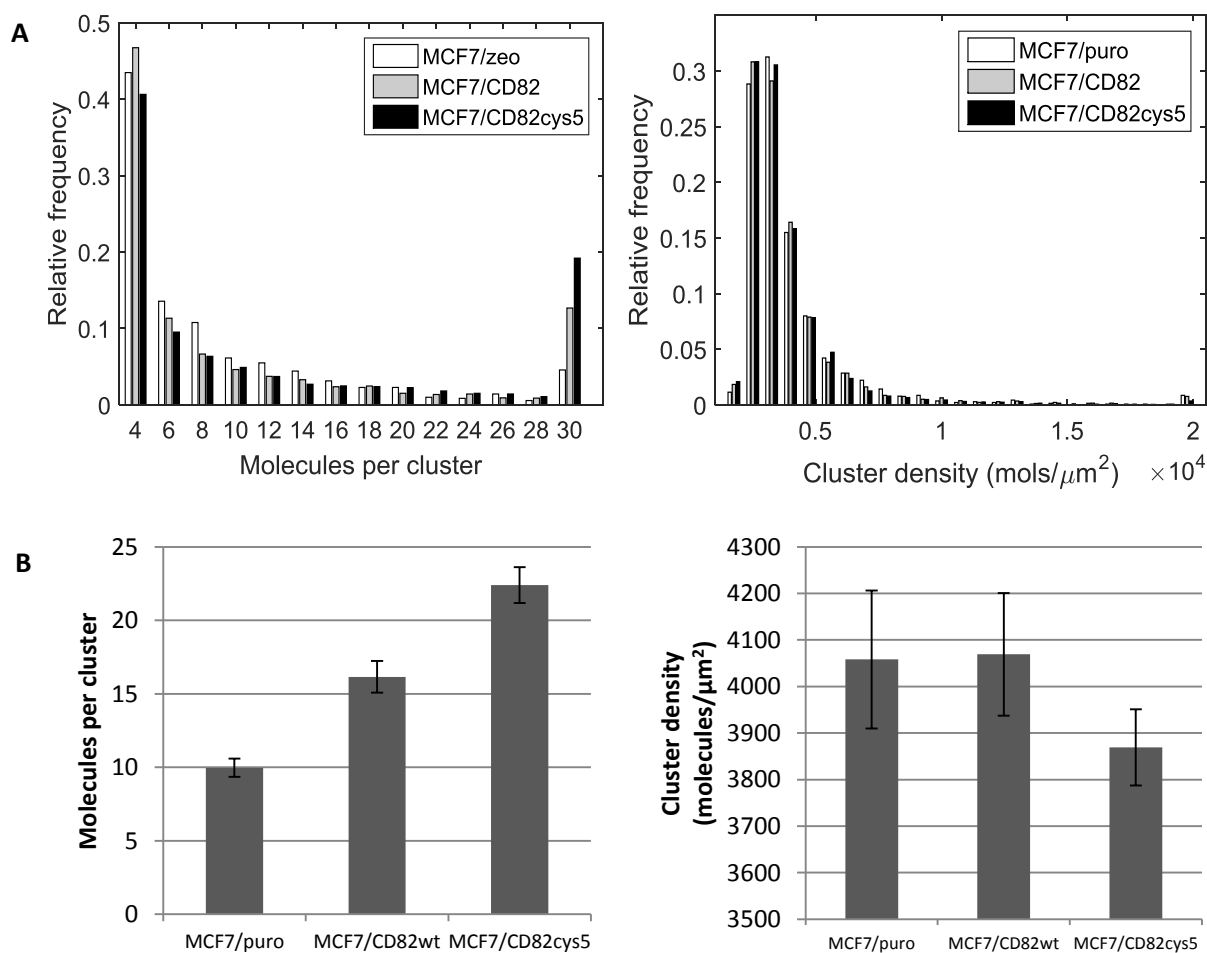 A
0.5
0.4
0.3
0.2
0.1
0
Relative frequency
MCF7/zeo
MCF7/CD82
MCF7/CD82cys5
4 6 8 10 12 14 16 18 20 22 24 26 28 30
Molecules per cluster
0.3
0.25
0.2
0.15
0.1
0.05
0
Relative frequency
MCF7/puro
MCF7/CD82
MCF7/CD82cys5
0.5 1 1.5 2
Cluster density (mols/μm²) ×10⁴
B
25
20
15
10
5
0
Molecules per cluster
MCF7/puro MCF7/CD82wt MCF7/CD82cys5
4300
4200
4100
4000
3900
3800
3700
3600
3500
Cluster density
(molecules/μm²)
MCF7/puro MCF7/CD82wt MCF7/CD82cys5